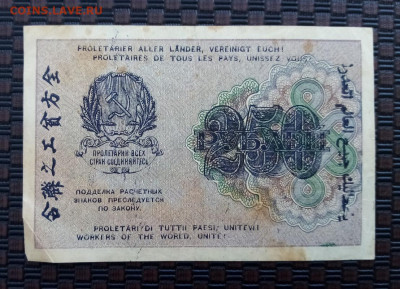 COINS.LAVE.RU
PROLETARIER ALLER LÄNDER, VEREINIGT EUCH!
PROLÉTAIRES DE TOUS LES PAYS, UNISSEZ VOUS!
250
РУБЛЕЙ
ПРОЛЕТАРИИ ВСЕХ
СТРАН СОЕДИНЯЙТЕСЬ
ПОДДЕЛКА РАСЧЕТНЫХ
ЗНАКОВ ПРЕСЛЕДУЕТСЯ
ПО ЗАКОНУ.
PROLETARI DI TUTTI I PAESI, UNITEVI!
WORKERS OF THE WORLD, UNITE!